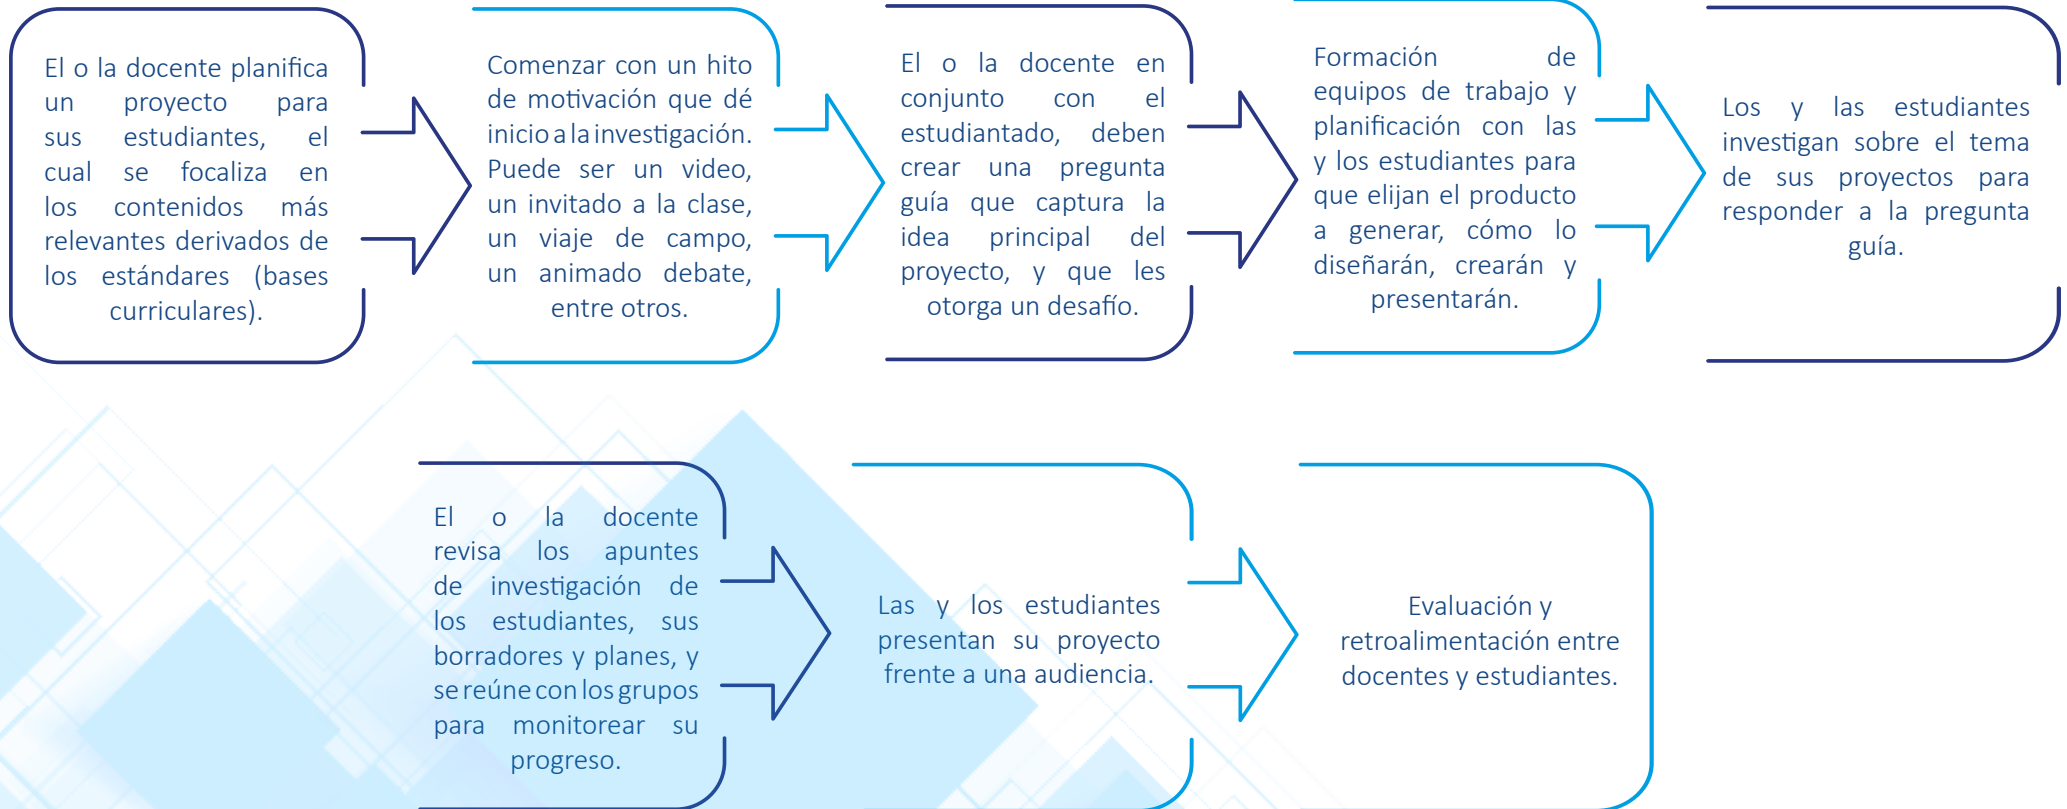 El o la docente planifica
un proyecto para
sus estudiantes, el
cual se focaliza en
los contenidos más
relevantes derivados de
los estándares (bases
curriculares).
Comenzar con un hito
de motivación que dé
inicio a la investigación.
Puede ser un video,
un invitado a la clase,
un viaje de campo,
un animado debate,
entre otros.
El o la docente en
conjunto con el
estudiantado, deben
crear una pregunta
guía que captura la
idea principal del
proyecto, y que les
otorga un desafío.
Formación de
equipos de trabajo y
planificación con las
y los estudiantes para
que elijan el producto
a generar, cómo lo
diseñarán, crearán y
presentarán.
Los y las estudiantes
investigan sobre el tema
de sus proyectos para
responder a la pregunta
guía.
El o la docente
revisa los apuntes
de investigación de
los estudiantes, sus
borradores y planes, y
se reúne con los grupos
para monitorear su
progreso.
Las y los estudiantes
presentan su proyecto
frente a una audiencia.
Evaluación y
retroalimentación entre
docentes y estudiantes.